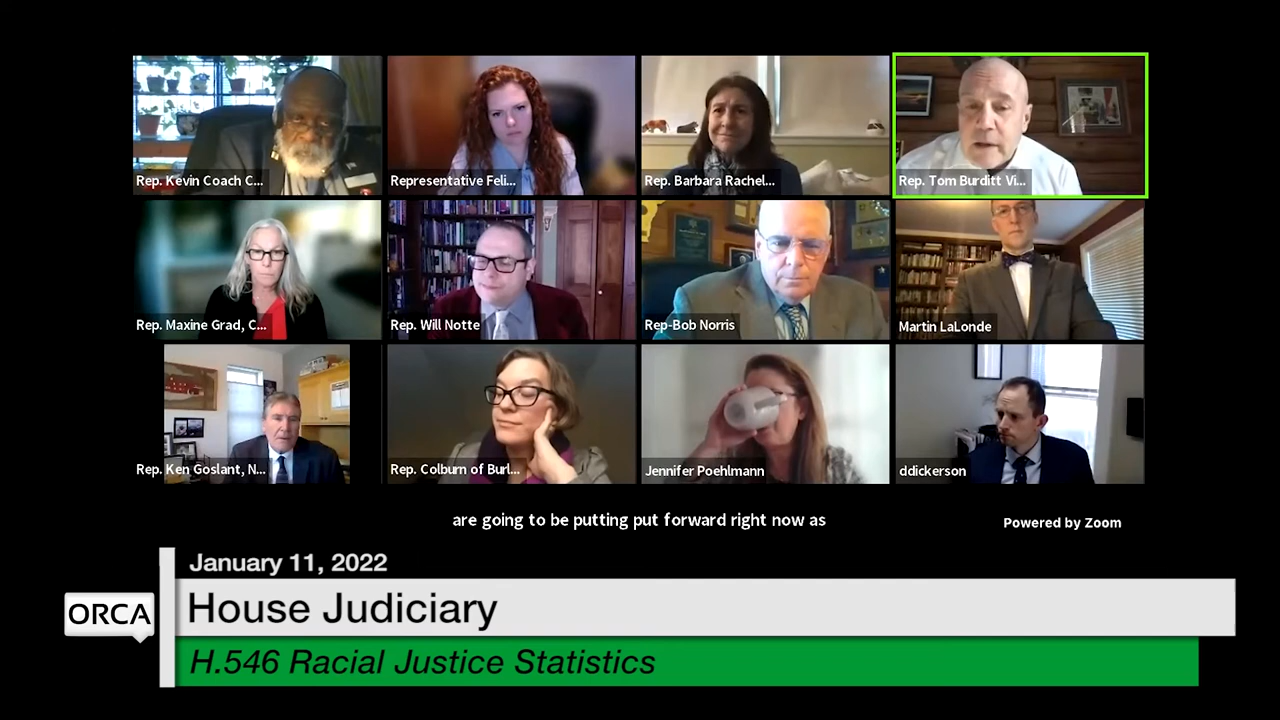 Rep. Kevin Coach C...
Representative Feli...
Rep. Barbara Rachel...
Rep. Tom Burditt Vi...
Rep. Maxine Grad, C...
Rep. Will Notte
Rep-Bob Norris
Martin LaLonde
Rep. Ken Goslant, N...
Rep. Colburn of Burl...
Jennifer Poehlmann
ddickerson
are going to be putting put forward right now as
Powered by Zoom
January 11, 2022
ORCA
House Judiciary
H.546 Racial Justice Statistics